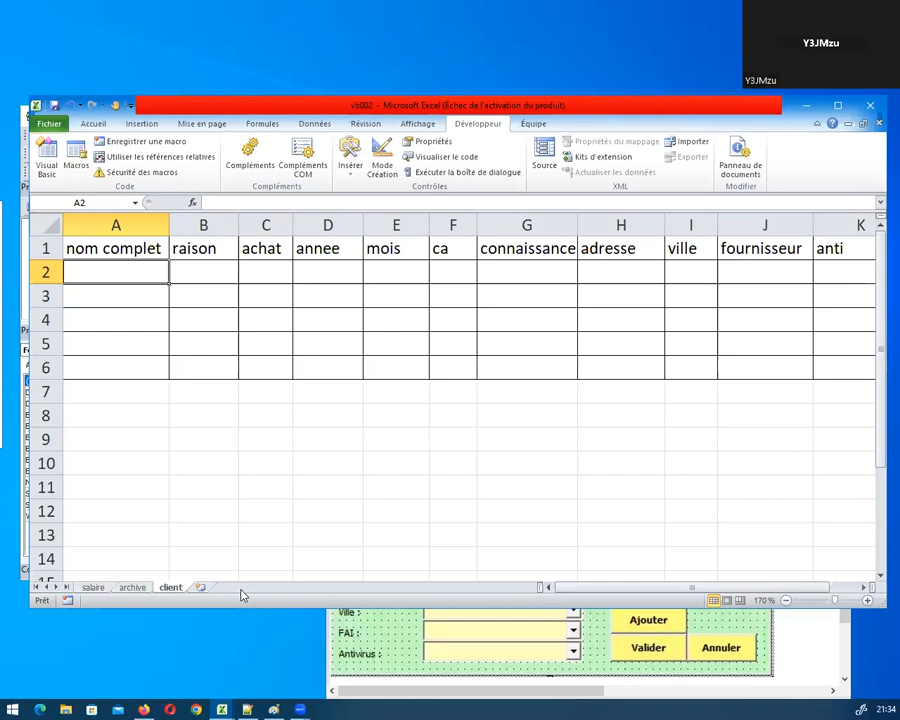 Y3JMzu
Y3JMzu
vb002 - Microsoft Excel (Échec de l'activation du produit)
Fichier Accueil Insertion Mise en page Formules Données Révision Affichage Développeur Équipe
Visual Basic
Macros
Enregistrer une macro
Utiliser les références relatives
Sécurité des macros
Code
Compléments
Compléments COM
Compléments
Insérer
Mode Création
Propriétés
Visualiser le code
Exécuter la boîte de dialogue
Contrôles
Source
Propriétés du mappage
Kits d'extension
Actualiser les données
Importer
Exporter
XML
Panneau de documents
Modifier
A2
fx
A B C D E F G H I J K
1 nom complet raison achat annee mois ca connaissance adresse ville fournisseur anti
2
3
4
5
6
7
8
9
10
11
12
13
14
15
salaire archive client
Prêt
170 %
Ville :
FAI :
Antivirus :
Ajouter
Valider
Annuler
21:34